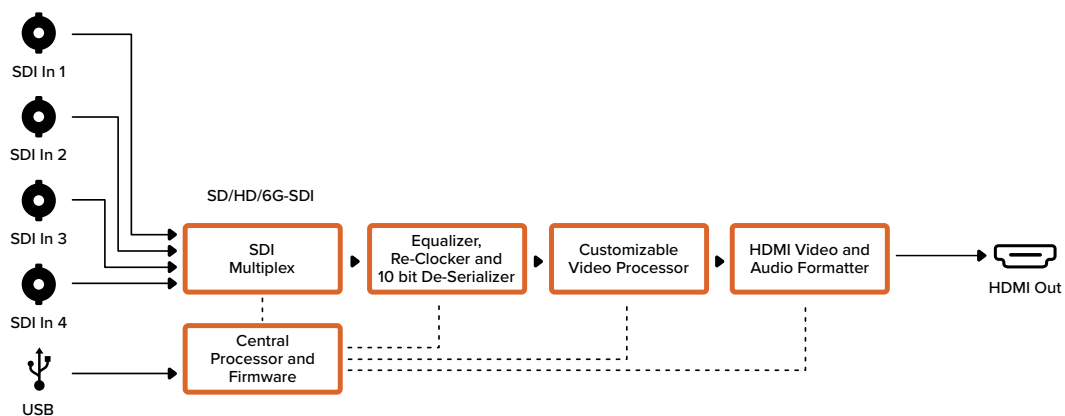 SDI In 1
SDI In 2
SDI In 3
SDI In 4
USB
SD/HD/6G-SDI
SDI
Multiplex
Equalizer,
Re-Clocker and
10 bit De-Serializer
Customizable
Video Processor
HDMI Video and
Audio Formatter
HDMI Out
Central
Processor and
Firmware